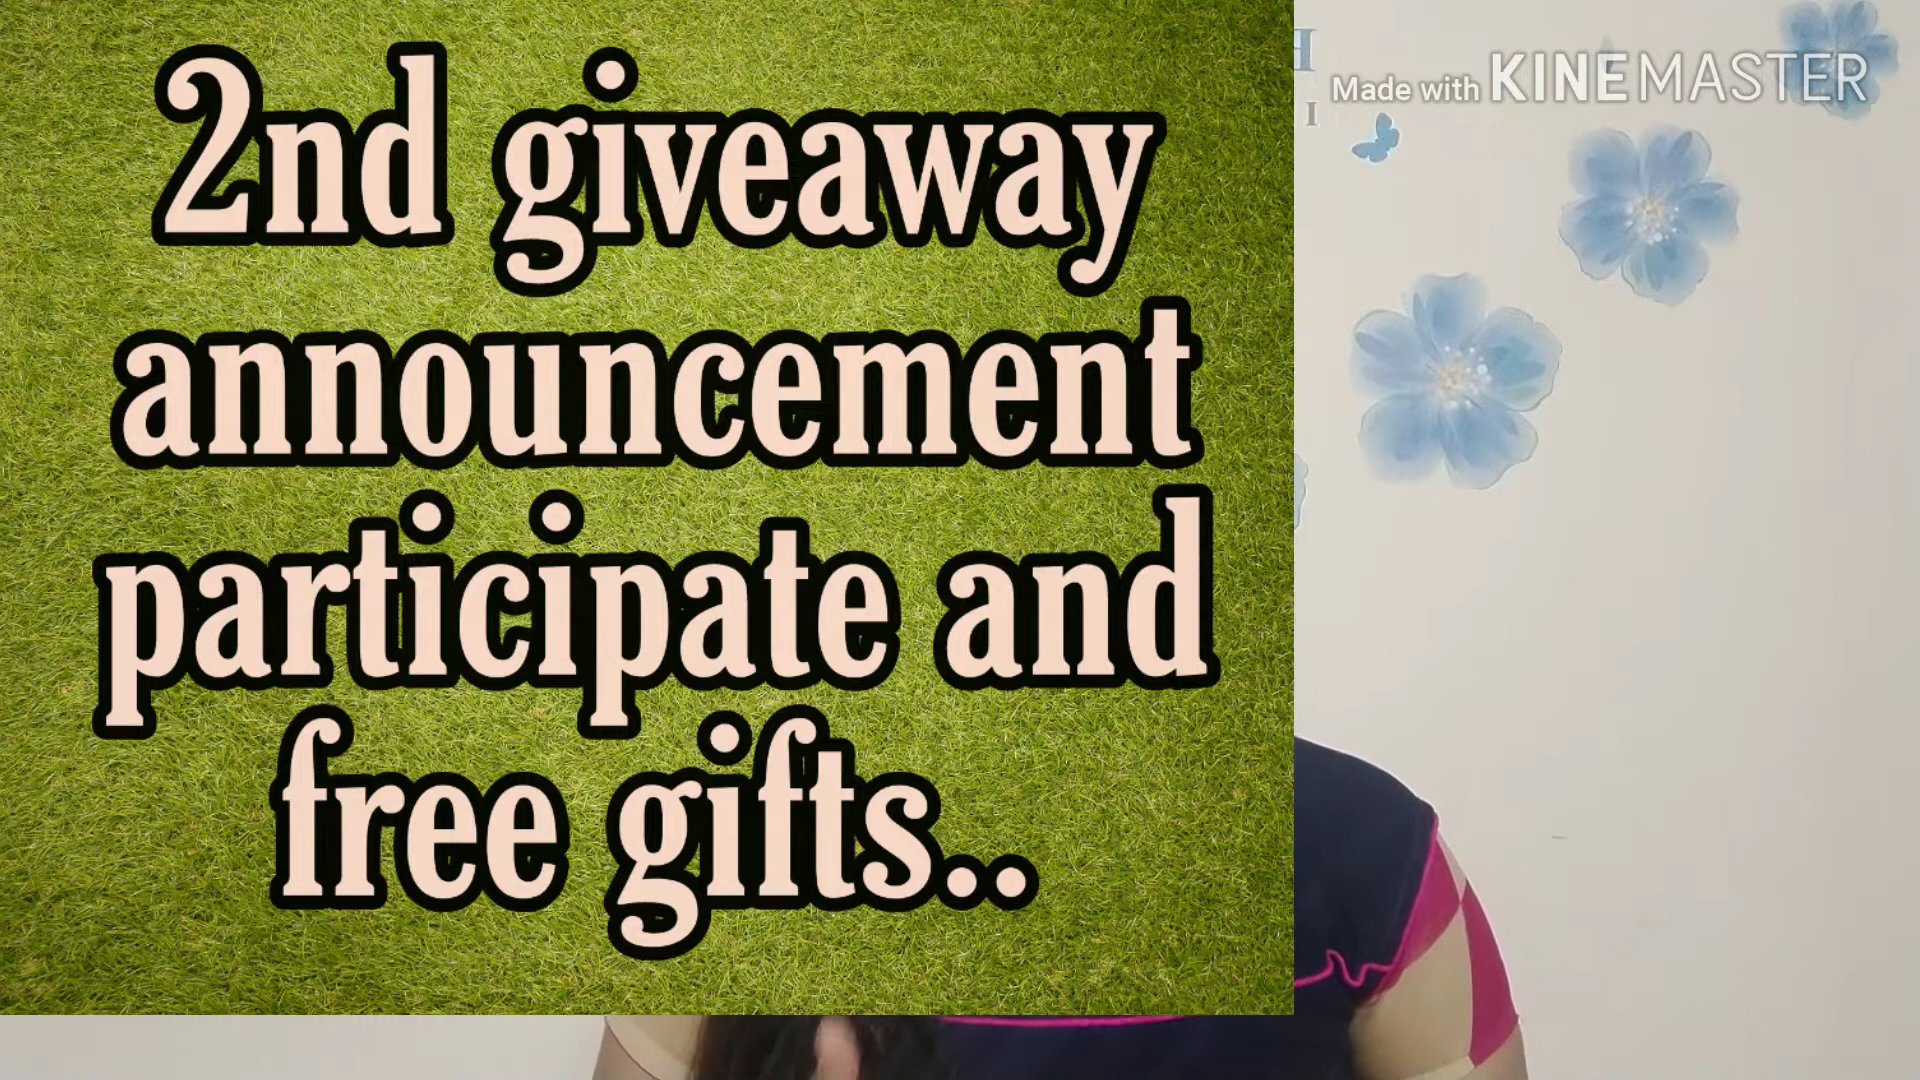 2nd giveaway
announcement
participate and
free gifts..
Made with KINEMASTER
H
I